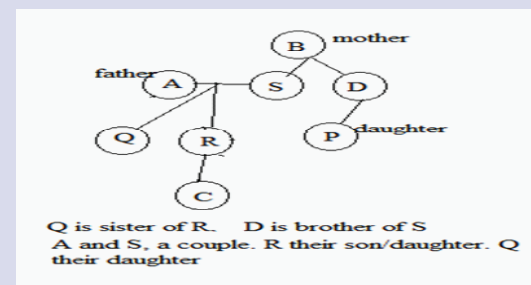 B mother
father A S D
Q R P daughter
C
Q is sister of R. D is brother of S
A and S, a couple. R their son/daughter. Q
their daughter